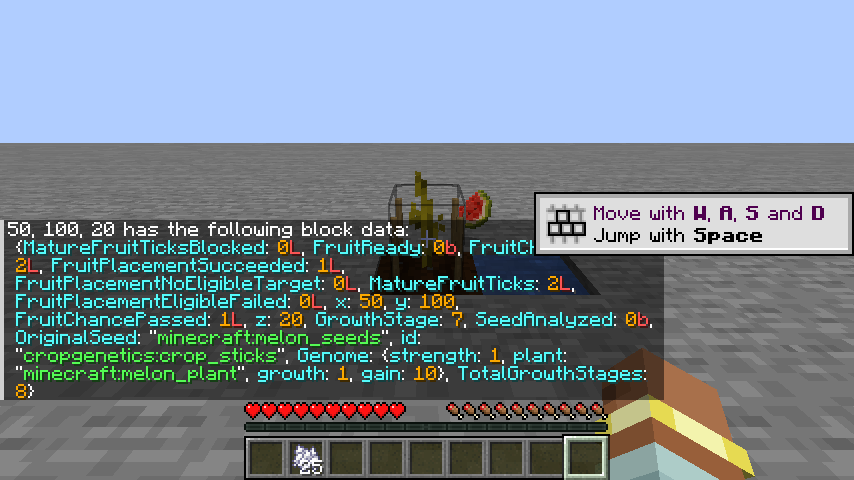 50, 100, 20 has the following block data:
{MatureFruitTicksBlocked: 0L, FruitReady: 0b, FruitCh
2L, FruitPlacementSucceeded: 1L,
FruitPlacementNoEligibleTarget: 0L, MatureFruitTicks: 2L,
FruitPlacementEligibleFailed: 0L, x: 50, y: 100,
FruitChancePassed: 1L, z: 20, GrowthStage: 7, SeedAnalyzed: 0b,
OriginalSeed: "minecraft:melon_seeds", id:
"cropgenetics:crop_sticks", Genome: {strength: 1, plant:
"minecraft:melon_plant", growth: 1, gain: 10}, TotalGrowthStages:
8}
Move with W, A, S and D
Jump with Space
25